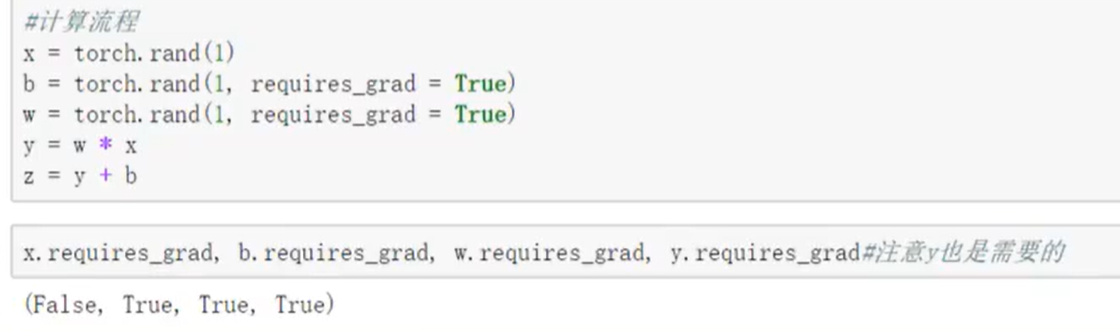 #计算流程
x = torch.rand(1)
b = torch.rand(1, requires_grad = True)
w = torch.rand(1, requires_grad = True)
y = w * x
z = y + b
x.requires_grad, b.requires_grad, w.requires_grad, y.requires_grad#注意y也是需要的
(False, True, True, True)